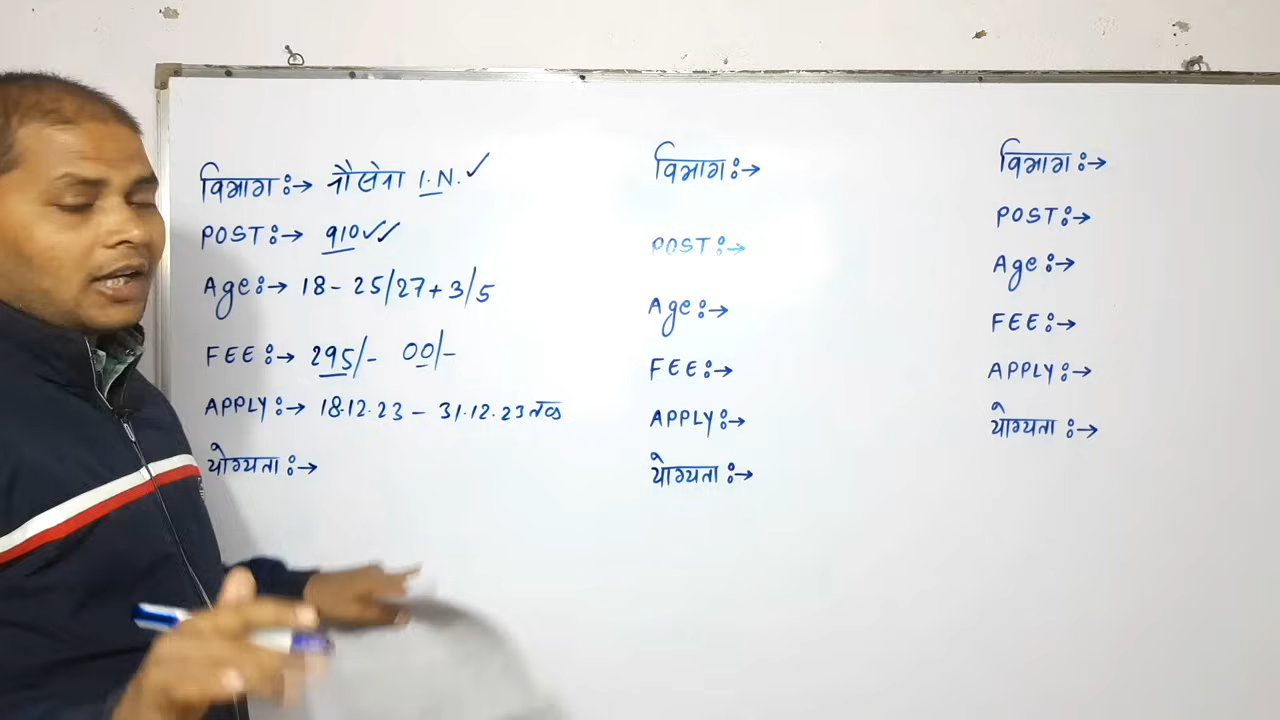 विभाग :→ नौसेना I.N. ✓
POST :→ 910 ✓✓
Age :→ 18 - 25/27 + 3/5
FEE :→ 295/- 00/-
APPLY :→ 18.12.23 - 31.12.23 तक
योग्यता :→
विभाग :→
POST :→
Age :→
FEE :→
APPLY :→
योग्यता :→
विभाग :→
POST :→
Age :→
FEE :→
APPLY :→
योग्यता :→